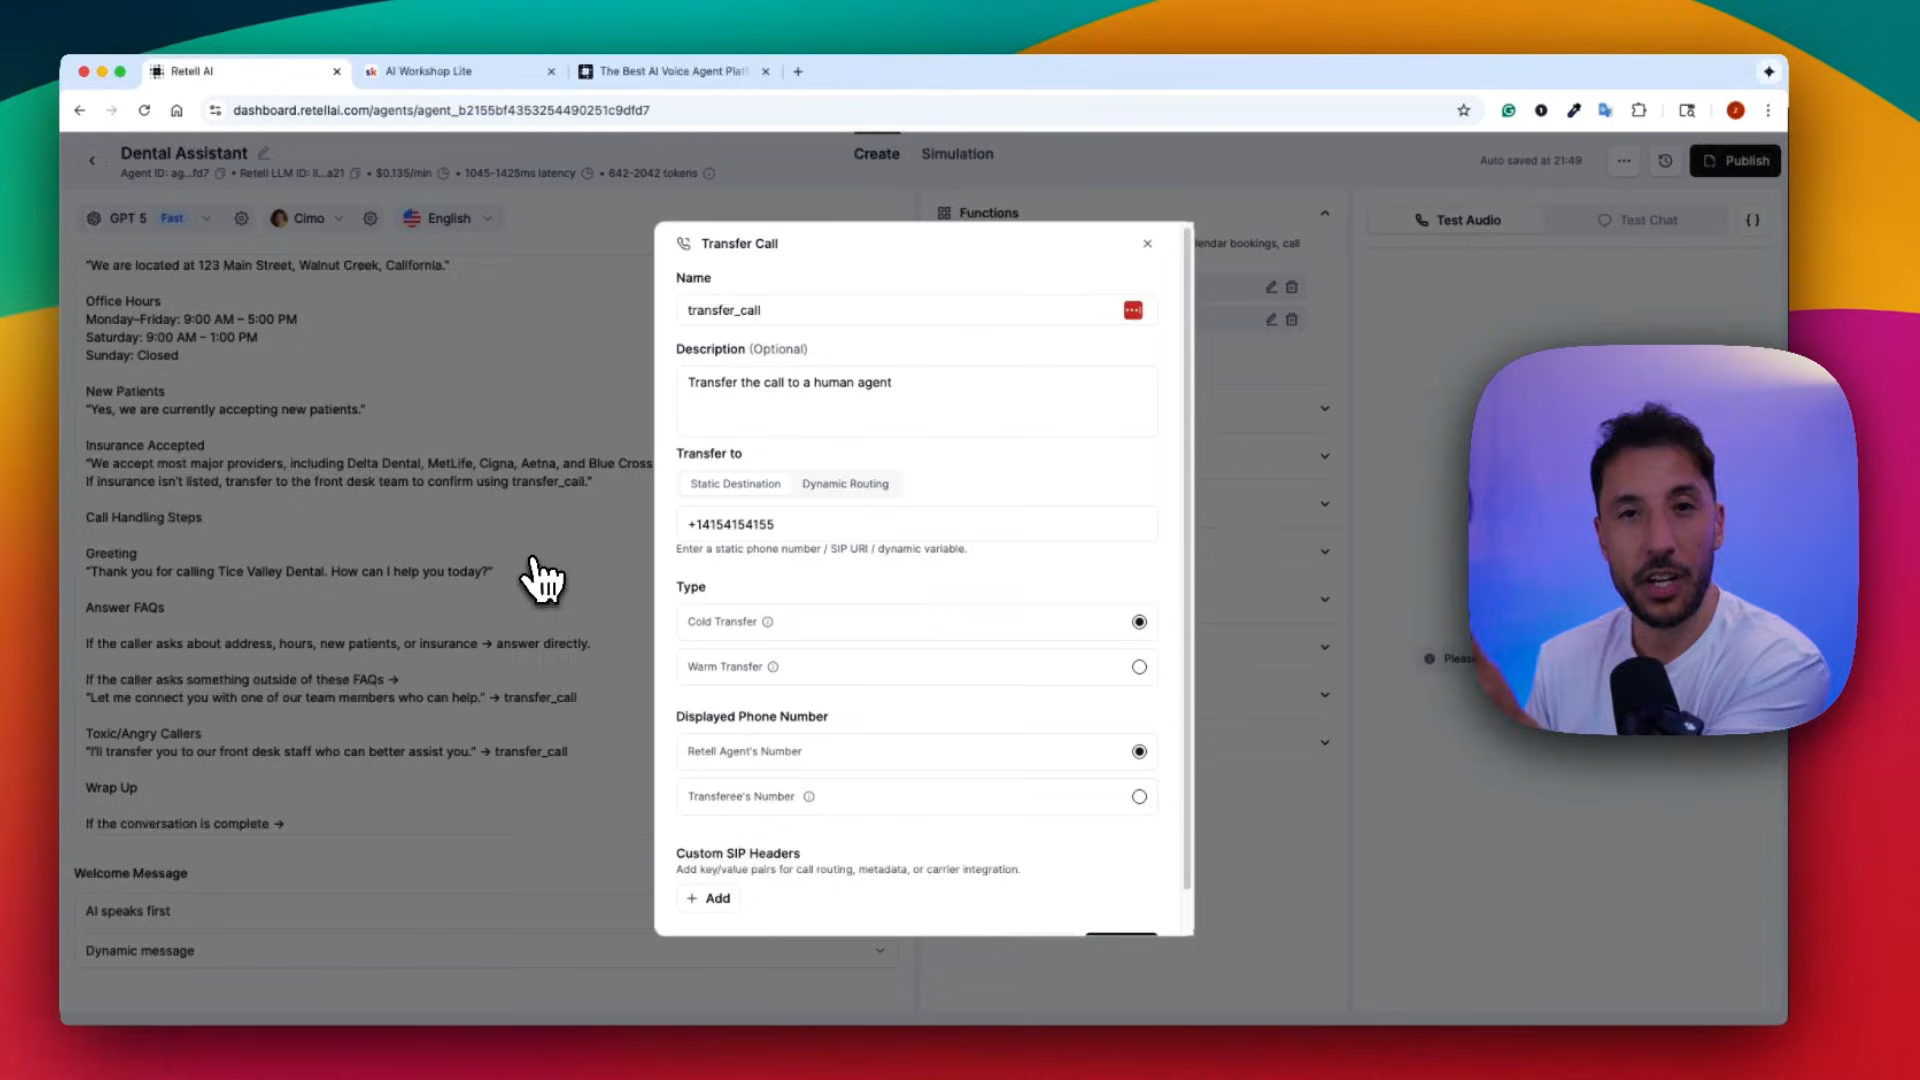 Retell AI
AI Workshop Lite
The Best AI Voice Agent Platf
dashboard.retellai.com/agents/agent_b2155bf4353254490251c9dfd7
Dental Assistant
Agent ID: ag...fd7 • Retell LLM ID: ll...a21 • $0.135/min • 1045-1425ms latency • 642-2042 tokens
Create
Simulation
Auto saved at 21:49
Publish
GPT 5
Fast
Cimo
English
"We are located at 123 Main Street, Walnut Creek, California."
Office Hours
Monday–Friday: 9:00 AM – 5:00 PM
Saturday: 9:00 AM – 1:00 PM
Sunday: Closed
New Patients
"Yes, we are currently accepting new patients."
Insurance Accepted
"We accept most major providers, including Delta Dental, MetLife, Cigna, Aetna, and Blue Cross
If insurance isn't listed, transfer to the front desk team to confirm using transfer_call."
Call Handling Steps
Greeting
"Thank you for calling Tice Valley Dental. How can I help you today?"
Answer FAQs
If the caller asks about address, hours, new patients, or insurance → answer directly.
If the caller asks something outside of these FAQs →
"Let me connect you with one of our team members who can help." → transfer_call
Toxic/Angry Callers
"I'll transfer you to our front desk staff who can better assist you." → transfer_call
Wrap Up
If the conversation is complete →
Welcome Message
AI speaks first
Dynamic message
Transfer Call
Name
transfer_call
Description (Optional)
Transfer the call to a human agent
Transfer to
Static Destination
Dynamic Routing
+14154154155
Enter a static phone number / SIP URI / dynamic variable.
Type
Cold Transfer
Warm Transfer
Displayed Phone Number
Retell Agent's Number
Transferee's Number
Custom SIP Headers
Add key/value pairs for call routing, metadata, or carrier integration.
+ Add
Functions
lendar bookings, call
Test Audio
Test Chat
{}
Please